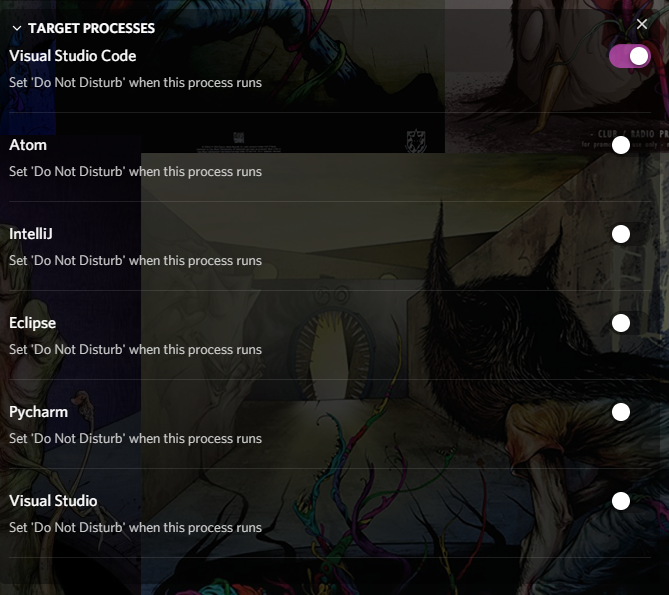 TARGET PROCESSES
Visual Studio Code
Set 'Do Not Disturb' when this process runs
CLUB / RADIO
Atom
Set 'Do Not Disturb' when this process runs
IntelliJ
Set 'Do Not Disturb' when this process runs
Eclipse
Set 'Do Not Disturb' when this process runs
Pycharm
Set 'Do Not Disturb' when this process runs
Visual Studio
Set 'Do Not Disturb' when this process runs